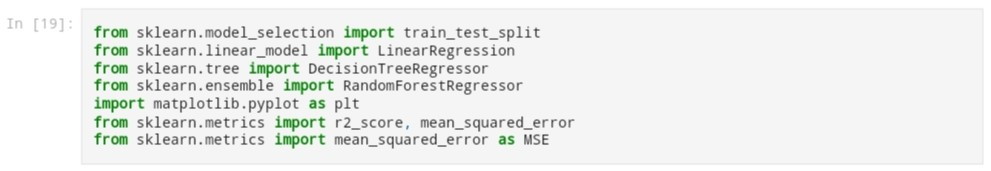 In [19]:
from sklearn.model_selection import train_test_split
from sklearn.linear_model import LinearRegression
from sklearn.tree import DecisionTreeRegressor
from sklearn.ensemble import RandomForestRegressor
import matplotlib.pyplot as plt
from sklearn.metrics import r2_score, mean_squared_error
from sklearn.metrics import mean_squared_error as MSE